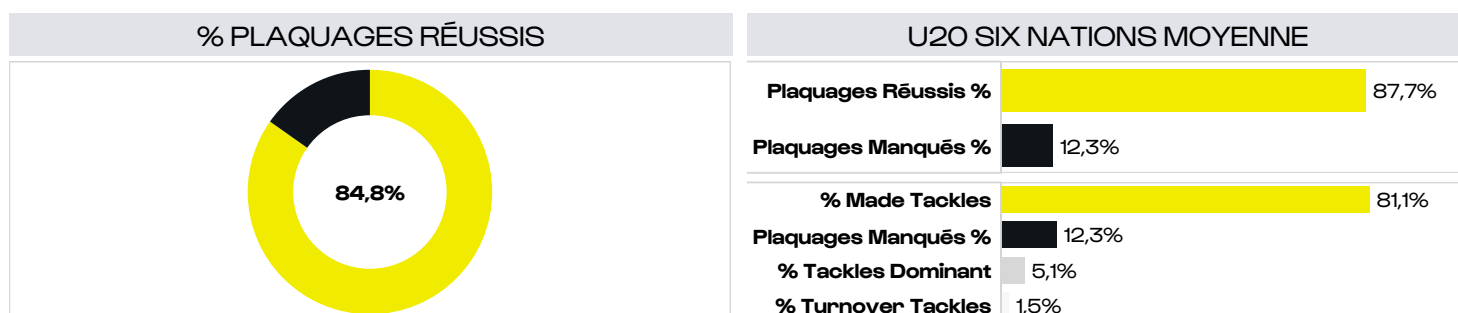 % PLAQUAGES RÉUSSIS
84,8%
U20 SIX NATIONS MOYENNE
Plaquages Réussis % 87,7%
Plaquages Manqués % 12,3%
% Made Tackles 81,1%
Plaquages Manqués % 12,3%
% Tackles Dominant 5,1%
% Turnover Tackles 1,5%